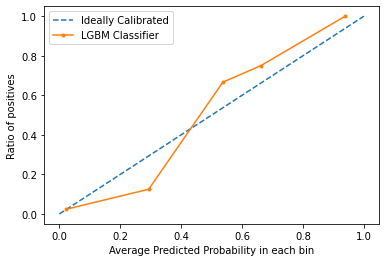 Ideally Calibrated
LGBM Classifier
Ratio of positives
1.0
0.8
0.6
0.4
0.2
0.0
0.0 0.2 0.4 0.6 0.8 1.0
Average Predicted Probability in each bin